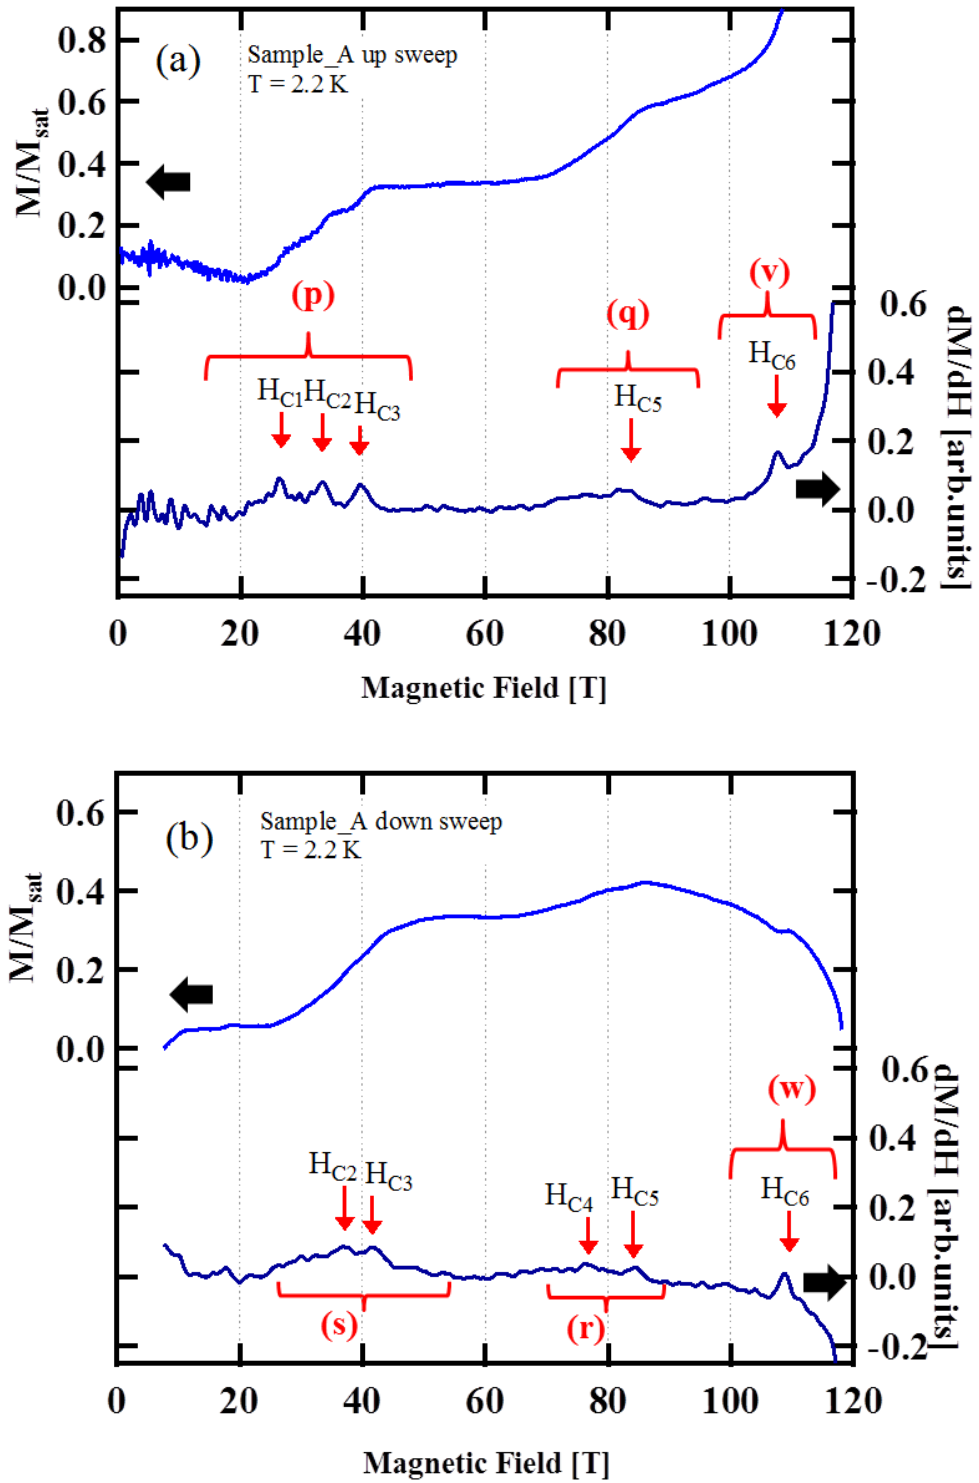 (a)
Sample_A up sweep
T = 2.2 K
M/Msat
0.8
0.6
0.4
0.2
0.0
(p)
(q)
(v)
HC1
HC2
HC3
HC5
HC6
0.6
0.4
0.2
0.0
-0.2
dM/dH [arb.units]
0 20 40 60 80 100 120
Magnetic Field [T]
(b)
Sample_A down sweep
T = 2.2 K
M/Msat
0.6
0.4
0.2
0.0
(w)
HC2
HC3
HC4
HC5
HC6
(s)
(r)
0.6
0.4
0.2
0.0
-0.2
dM/dH [arb.units]
0 20 40 60 80 100 120
Magnetic Field [T]